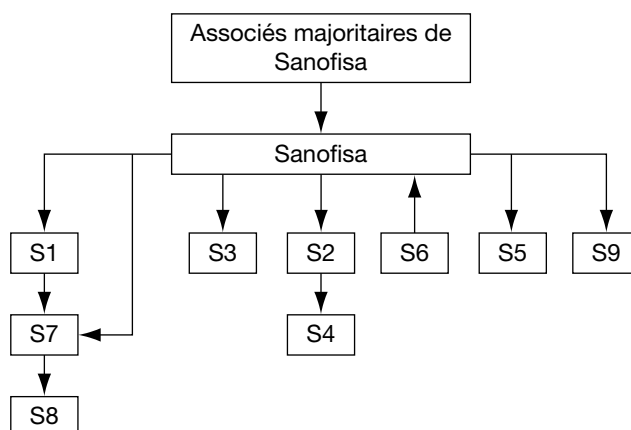 Associés majoritaires de
Sanofisa
Sanofisa
S1
S3
S2
S6
S5
S9
S7
S4
S8